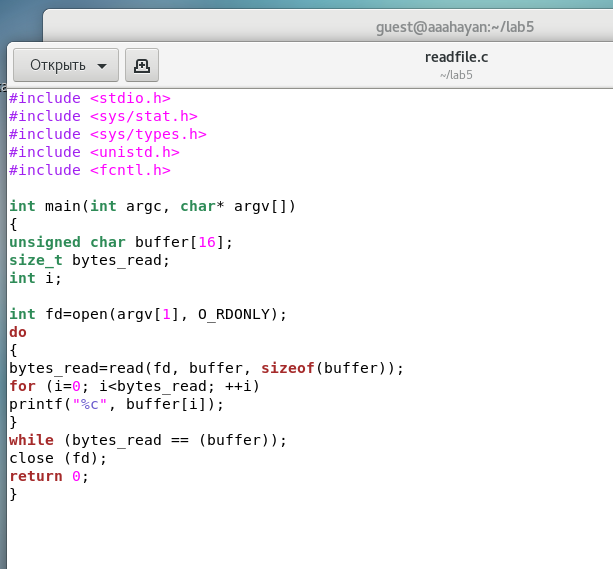 guest@aaahayan:~/lab5
Открыть
readfile.c
~/lab5
#include <stdio.h>
#include <sys/stat.h>
#include <sys/types.h>
#include <unistd.h>
#include <fcntl.h>
int main(int argc, char* argv[])
{
unsigned char buffer[16];
size_t bytes_read;
int i;
int fd=open(argv[1], O_RDONLY);
do
{
bytes_read=read(fd, buffer, sizeof(buffer));
for (i=0; i<bytes_read; ++i)
printf("%c", buffer[i]);
}
while (bytes_read == (buffer));
close (fd);
return 0;
}